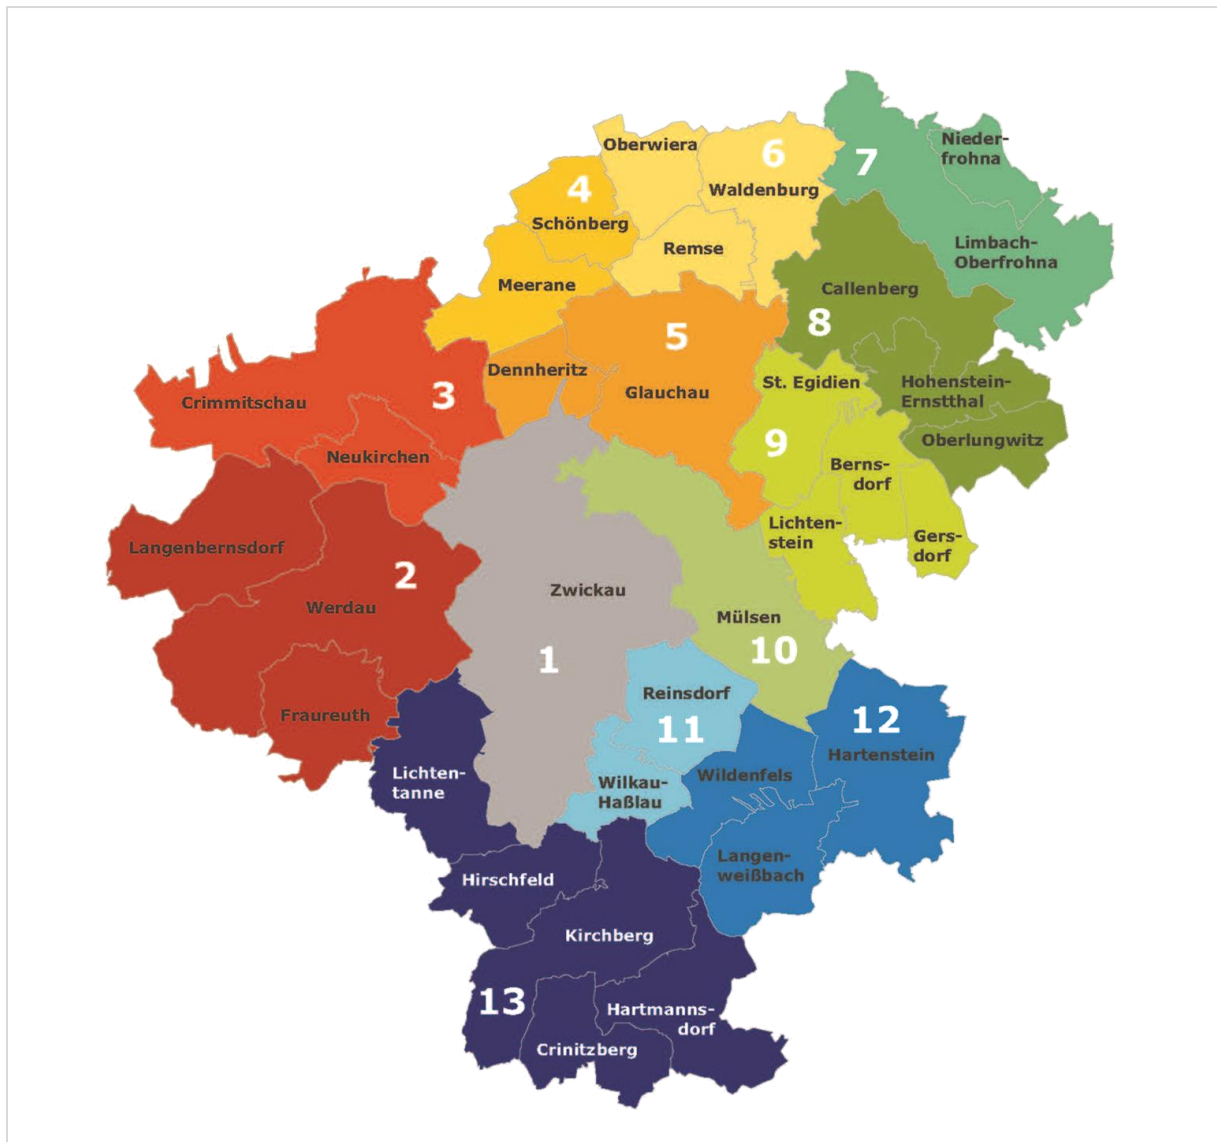 Nieder-
frohna
Oberwiera
6
7
4
Waldenburg
Schönberg
Limbach-
Oberfrohna
Remse
Meerane
Callenberg
8
5
Dennheritz
St. Egidien
Hohenstein-
Ernstthal
Glauchau
3
Crimmitschau
Oberlungwitz
9
Neukirchen
Berns-
dorf
Lichten-
stein
Gers-
dorf
Langenbernsdorf
2
Zwickau
Werdau
Mülsen
10
1
Reinsdorf
11
12
Fraureuth
Hartenstein
Lichten-
tanne
Wildenfels
Wilkau-
Haßlau
Langen-
weißbach
Hirschfeld
Kirchberg
13
Hartmanns-
dorf
Crinitzberg